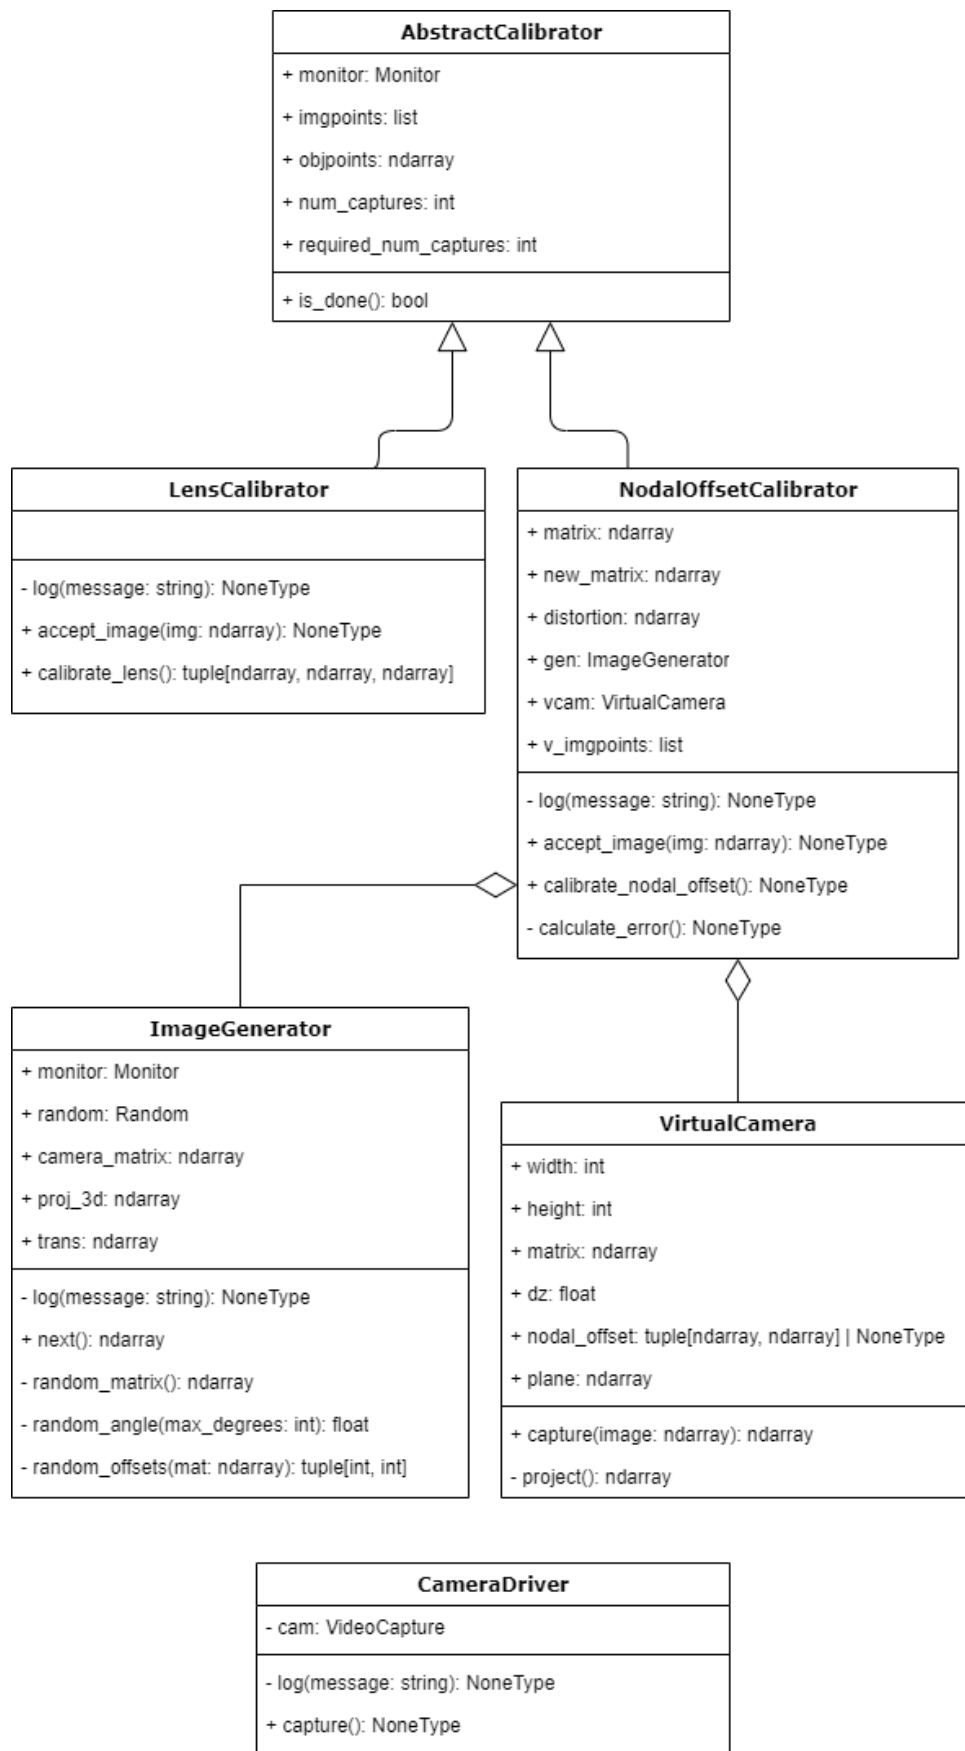 AbstractCalibrator
+ monitor: Monitor
+ imgpoints: list
+ objpoints: ndarray
+ num_captures: int
+ required_num_captures: int
+ is_done(): bool
LensCalibrator
- log(message: string): NoneType
+ accept_image(img: ndarray): NoneType
+ calibrate_lens(): tuple[ndarray, ndarray, ndarray]
NodalOffsetCalibrator
+ matrix: ndarray
+ new_matrix: ndarray
+ distortion: ndarray
+ gen: ImageGenerator
+ vcam: VirtualCamera
+ v_imgpoints: list
- log(message: string): NoneType
+ accept_image(img: ndarray): NoneType
+ calibrate_nodal_offset(): NoneType
- calculate_error(): NoneType
ImageGenerator
+ monitor: Monitor
+ random: Random
+ camera_matrix: ndarray
+ proj_3d: ndarray
+ trans: ndarray
- log(message: string): NoneType
+ next(): ndarray
- random_matrix(): ndarray
- random_angle(max_degrees: int): float
- random_offsets(mat: ndarray): tuple[int, int]
VirtualCamera
+ width: int
+ height: int
+ matrix: ndarray
+ dz: float
+ nodal_offset: tuple[ndarray, ndarray] | NoneType
+ plane: ndarray
+ capture(image: ndarray): ndarray
- project(): ndarray
CameraDriver
- cam: VideoCapture
- log(message: string): NoneType
+ capture(): NoneType